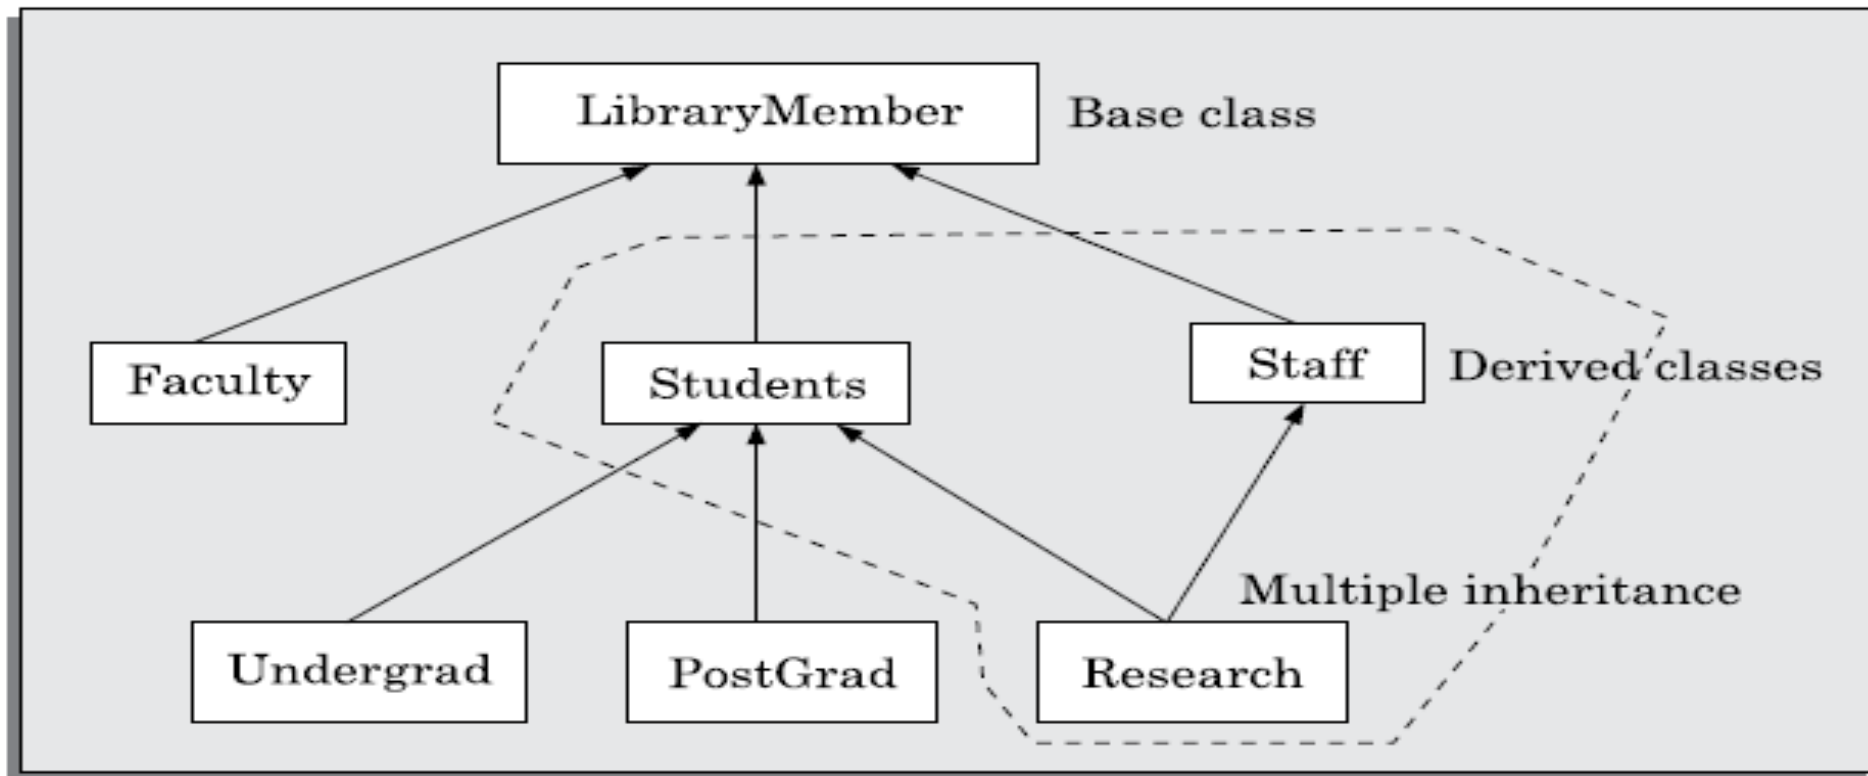 LibraryMember
Base class
Faculty
Students
Staff
Derived classes
Multiple inheritance
Undergrad
PostGrad
Research